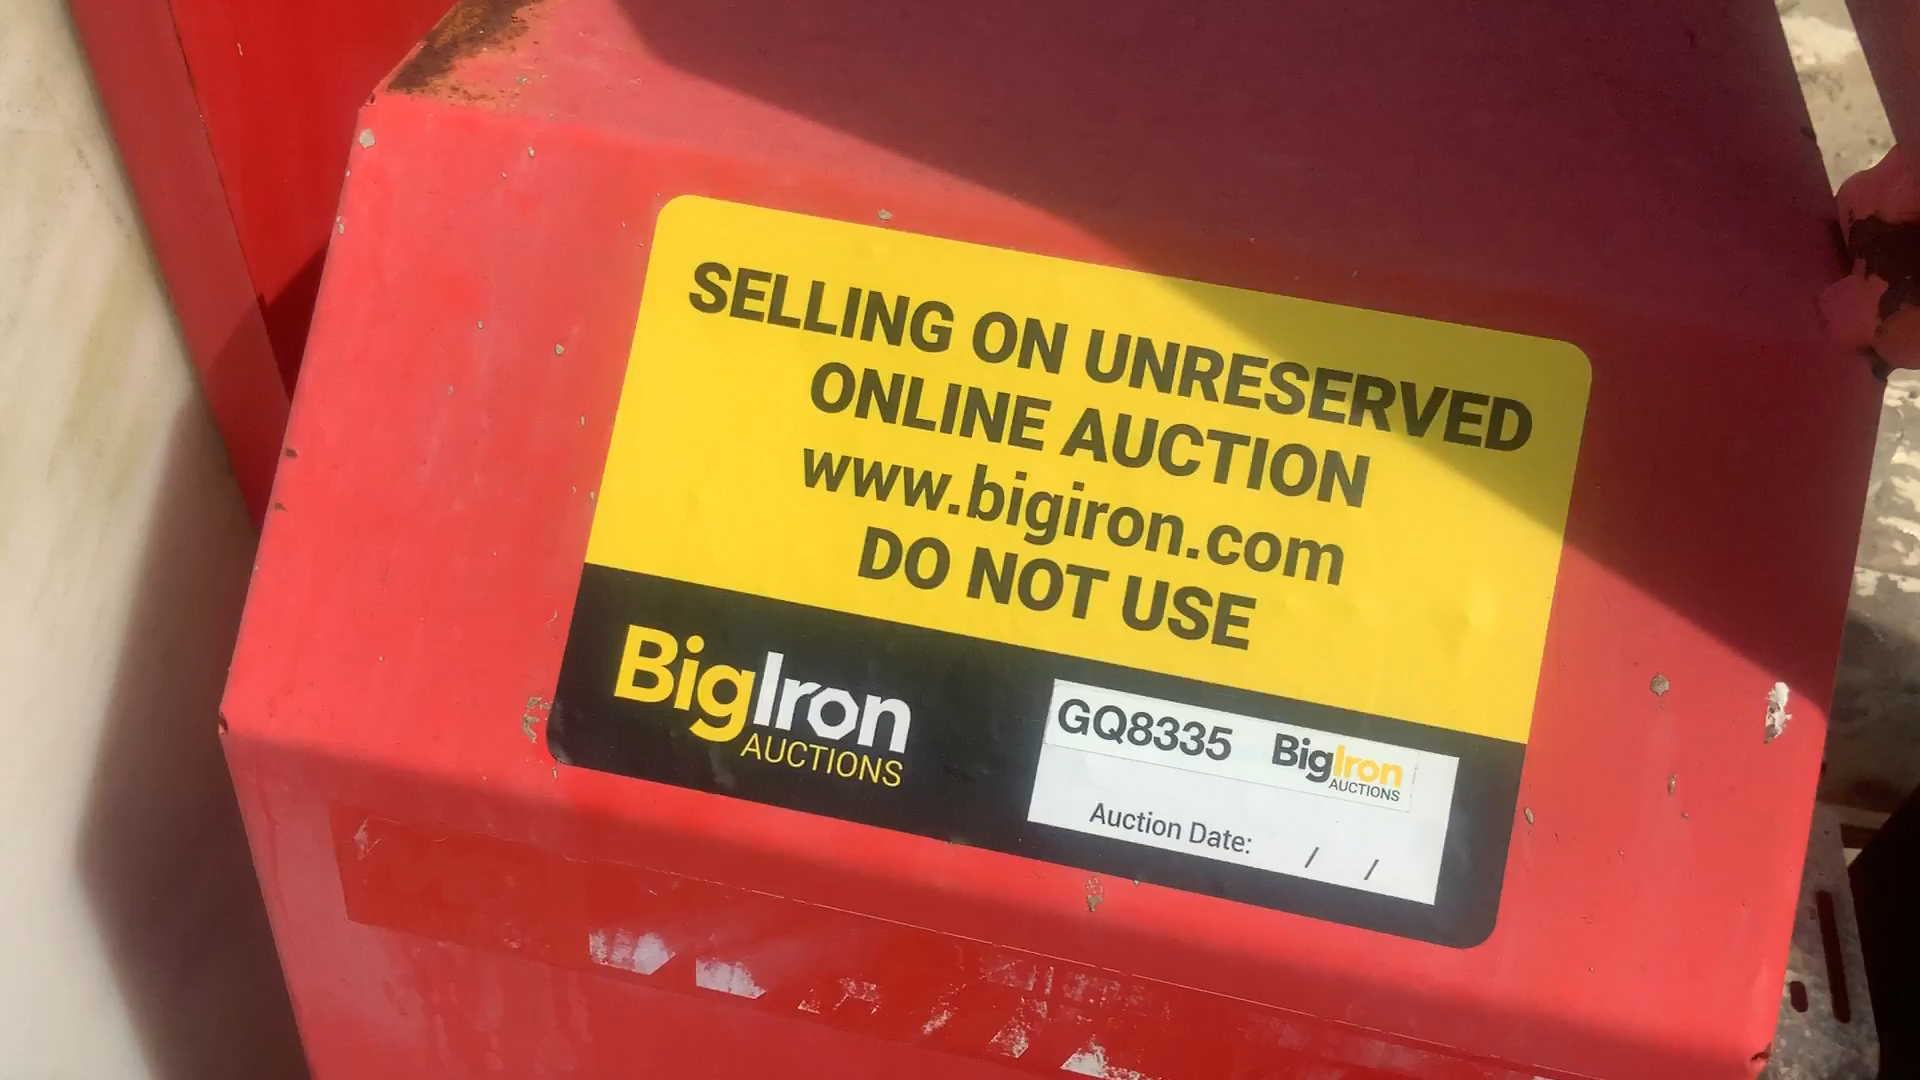 SELLING ON UNRESERVED
ONLINE AUCTION
www.bigiron.com
DO NOT USE
BigIron
AUCTIONS
GQ8335 BigIron
AUCTIONS
Auction Date: / /